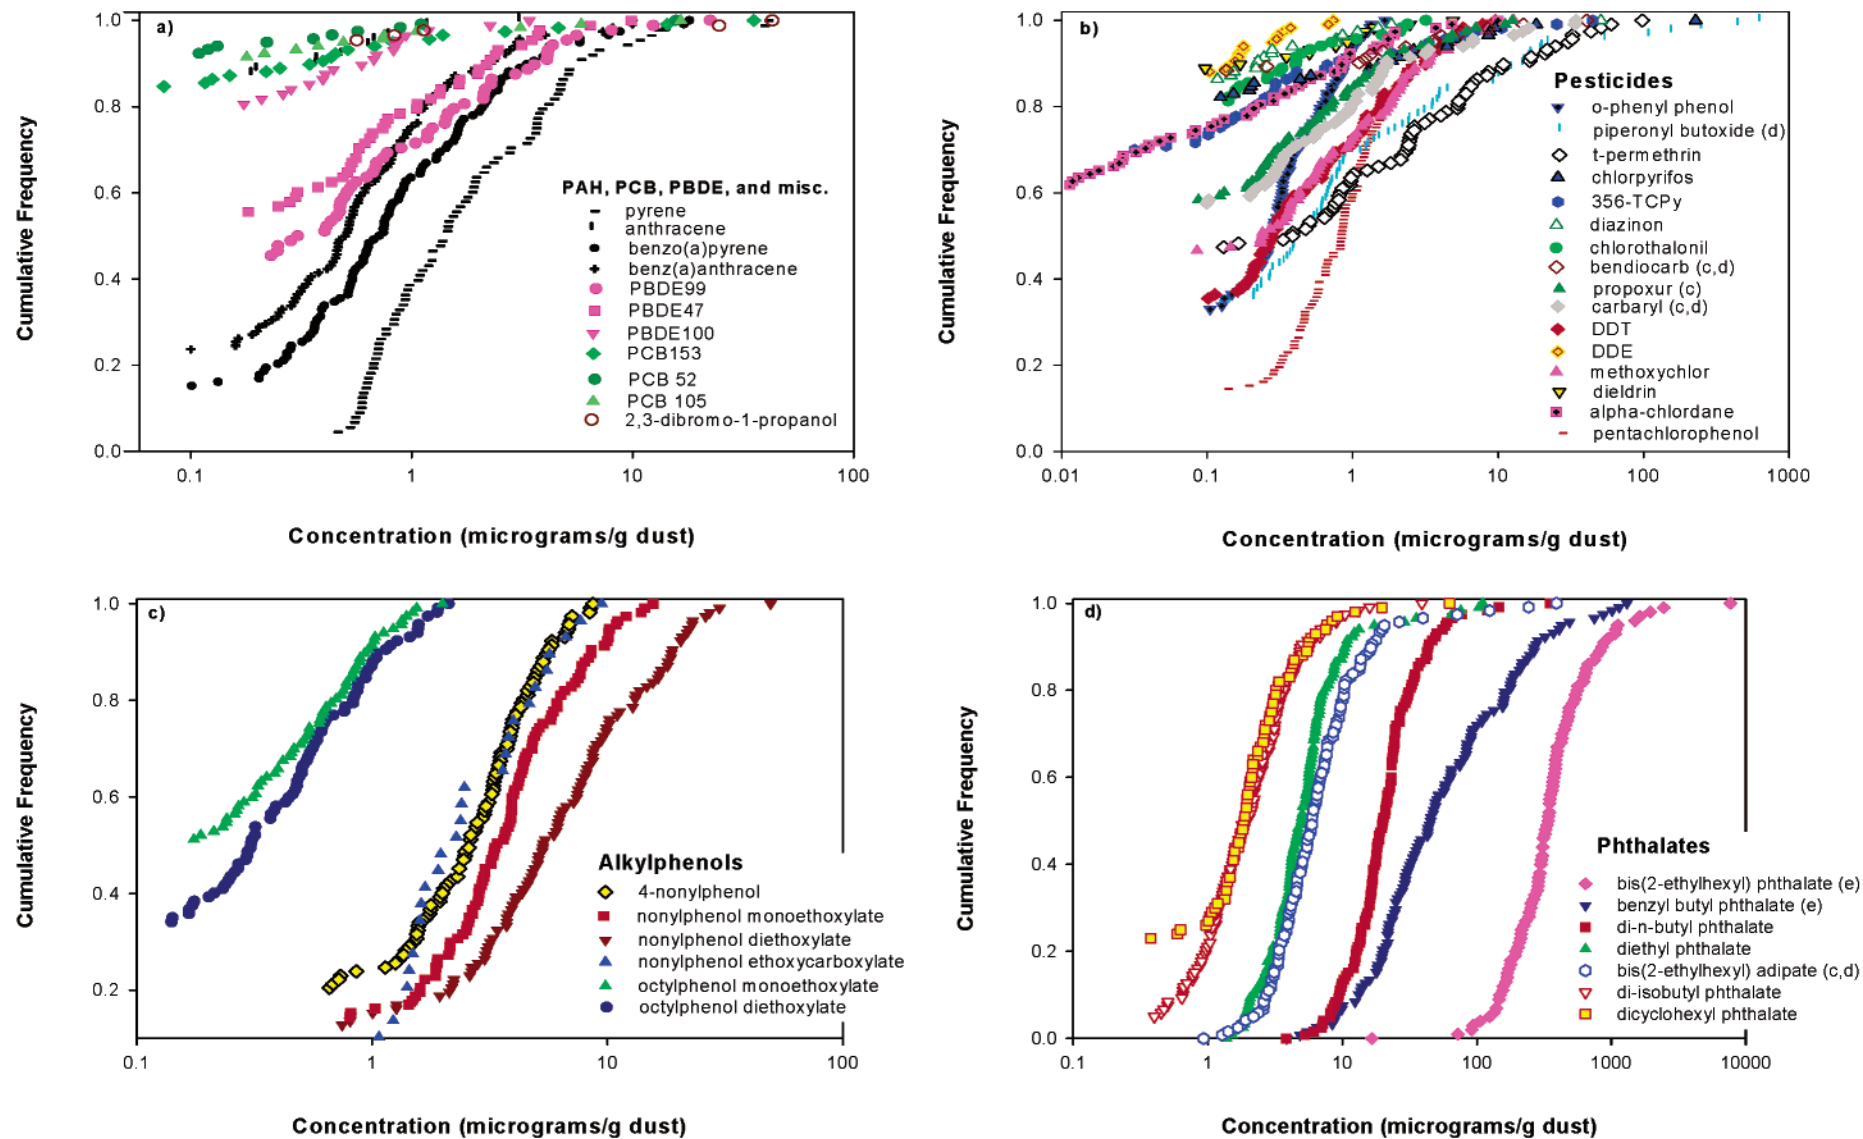 a)
Cumulative Frequency
1.0
0.8
0.6
0.4
0.2
0.0
PAH, PCB, PBDE, and misc.
pyrene
anthracene
benzo(a)pyrene
benz(a)anthracene
PBDE99
PBDE47
PBDE100
PCB153
PCB 52
PCB 105
2,3-dibromo-1-propanol
0.1 1 10 100
Concentration (micrograms/g dust)
b)
Cumulative Frequency
1.0
0.8
0.6
0.4
0.2
0.0
Pesticides
o-phenyl phenol
piperonyl butoxide (d)
t-permethrin
chlorpyrifos
356-TCPy
diazinon
chlorothalonil
bendiocarb (c,d)
propoxur (c)
carbaryl (c,d)
DDT
DDE
methoxychlor
dieldrin
alpha-chlordane
pentachlorophenol
0.01 0.1 1 10 100 1000
Concentration (micrograms/g dust)
c)
Cumulative Frequency
1.0
0.8
0.6
0.4
0.2
Alkylphenols
4-nonylphenol
nonylphenol monoethoxylate
nonylphenol diethoxylate
nonylphenol ethoxycarboxylate
octylphenol monoethoxylate
octylphenol diethoxylate
0.1 1 10 100
Concentration (micrograms/g dust)
d)
Cumulative Frequency
1.0
0.8
0.6
0.4
0.2
0.0
Phthalates
bis(2-ethylhexyl) phthalate (e)
benzyl butyl phthalate (e)
di-n-butyl phthalate
diethyl phthalate
bis(2-ethylhexyl) adipate (c,d)
di-isobutyl phthalate
dicyclohexyl phthalate
0.1 1 10 100 1000 10000
Concentration (micrograms/g dust)